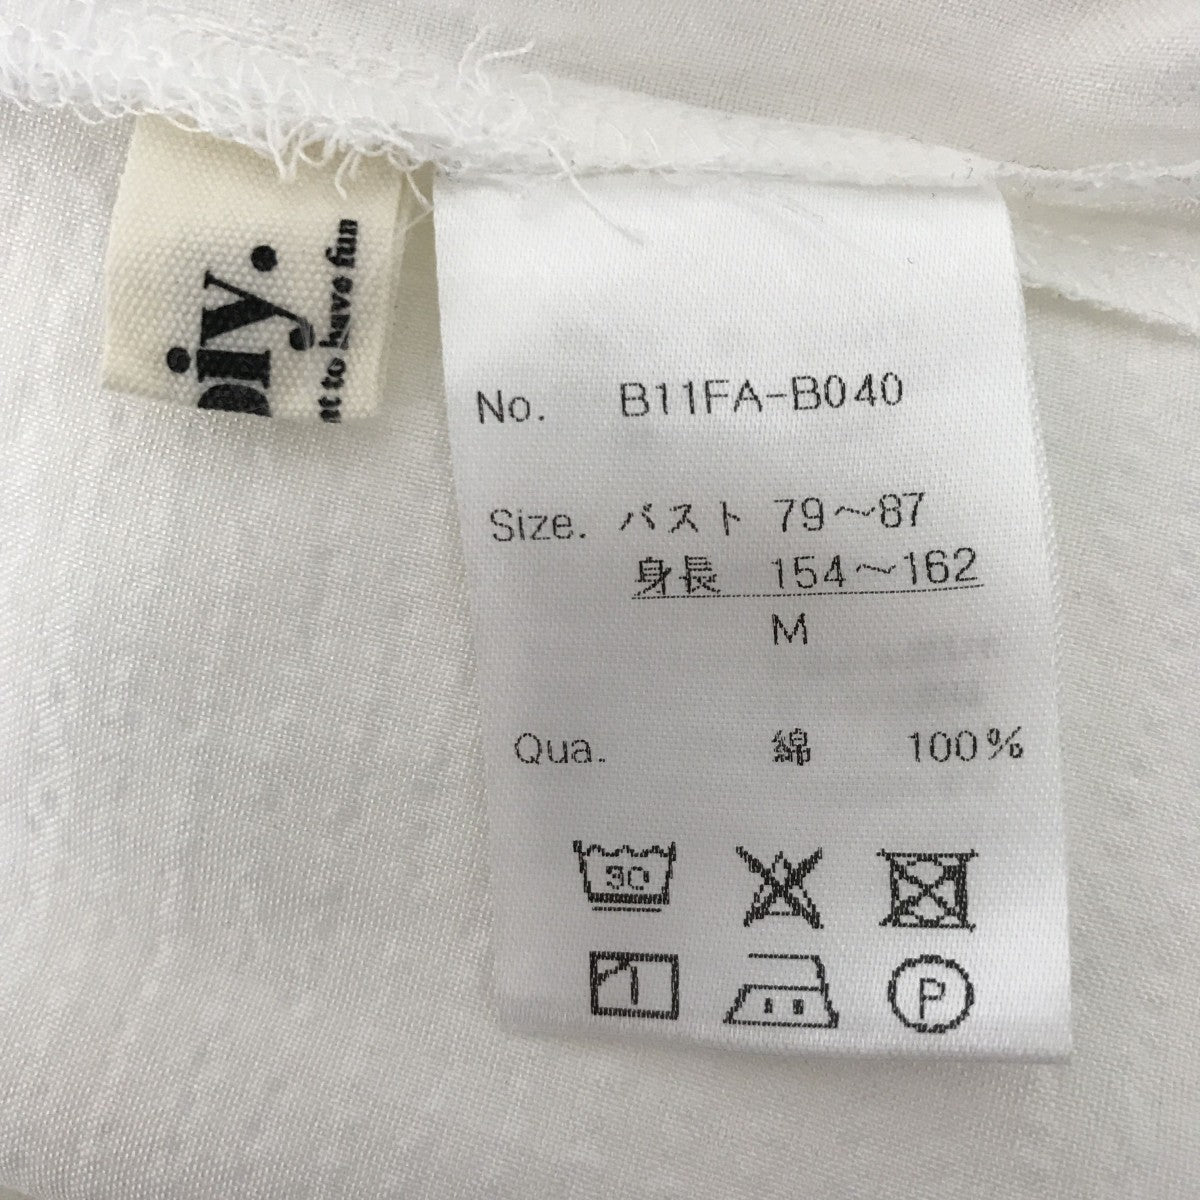 to have fun
No. B11FA-B040
Size. バスト 79～87
身長 154～162
M
Qua. 綿 100%
30
P